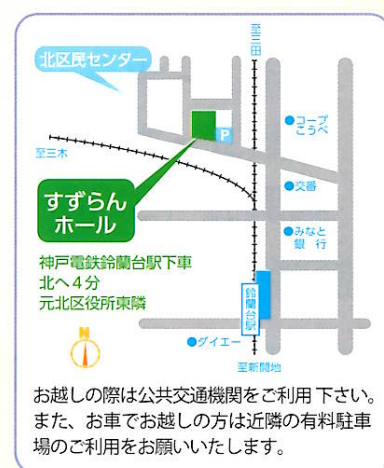 至三田
北区民センター
P
コープ
こうべ
至三木
交番
すずらん
ホール
みなと
銀行
神戸電鉄鈴蘭台駅下車
北へ4分
元北区役所東隣
鈴蘭台駅
N
ダイエー
至新開地
お越しの際は公共交通機関をご利用下さい。
また、お車でお越しの方は近隣の有料駐車
場のご利用をお願いいたします。